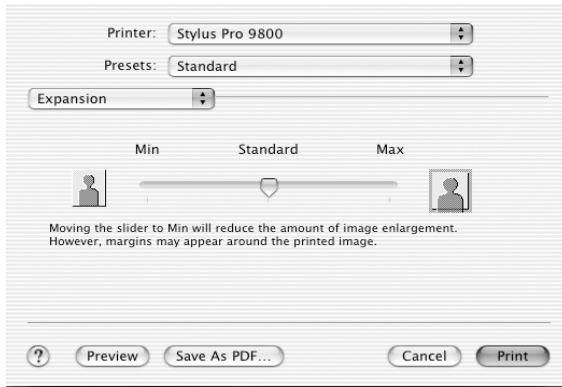 Printer: Stylus Pro 9800
Presets: Standard
Expansion
Min Standard Max
Moving the slider to Min will reduce the amount of image enlargement.
However, margins may appear around the printed image.
? Preview Save As PDF... Cancel Print